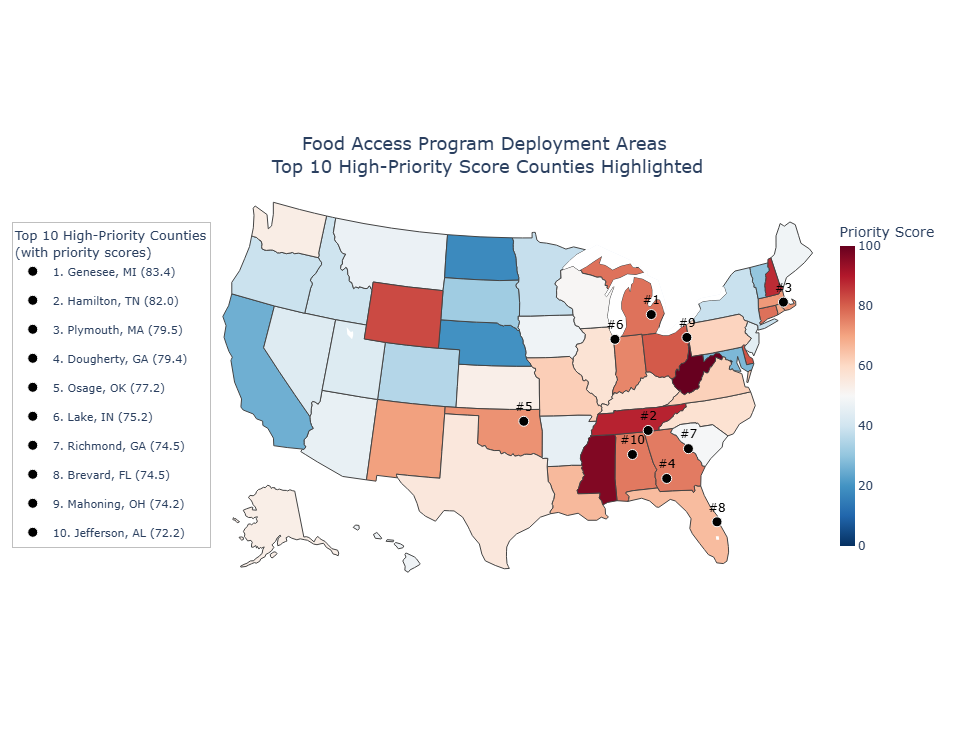 Food Access Program Deployment Areas
Top 10 High-Priority Score Counties Highlighted
Top 10 High-Priority Counties
(with priority scores)
1. Genesee, MI (83.4)
2. Hamilton, TN (82.0)
3. Plymouth, MA (79.5)
4. Dougherty, GA (79.4)
5. Osage, OK (77.2)
6. Lake, IN (75.2)
7. Richmond, GA (74.5)
8. Brevard, FL (74.5)
9. Mahoning, OH (74.2)
10. Jefferson, AL (72.2)
#3
#1
#9
#6
#5
#2
#7
#10
#4
#8
Priority Score
100
80
60
40
20
0